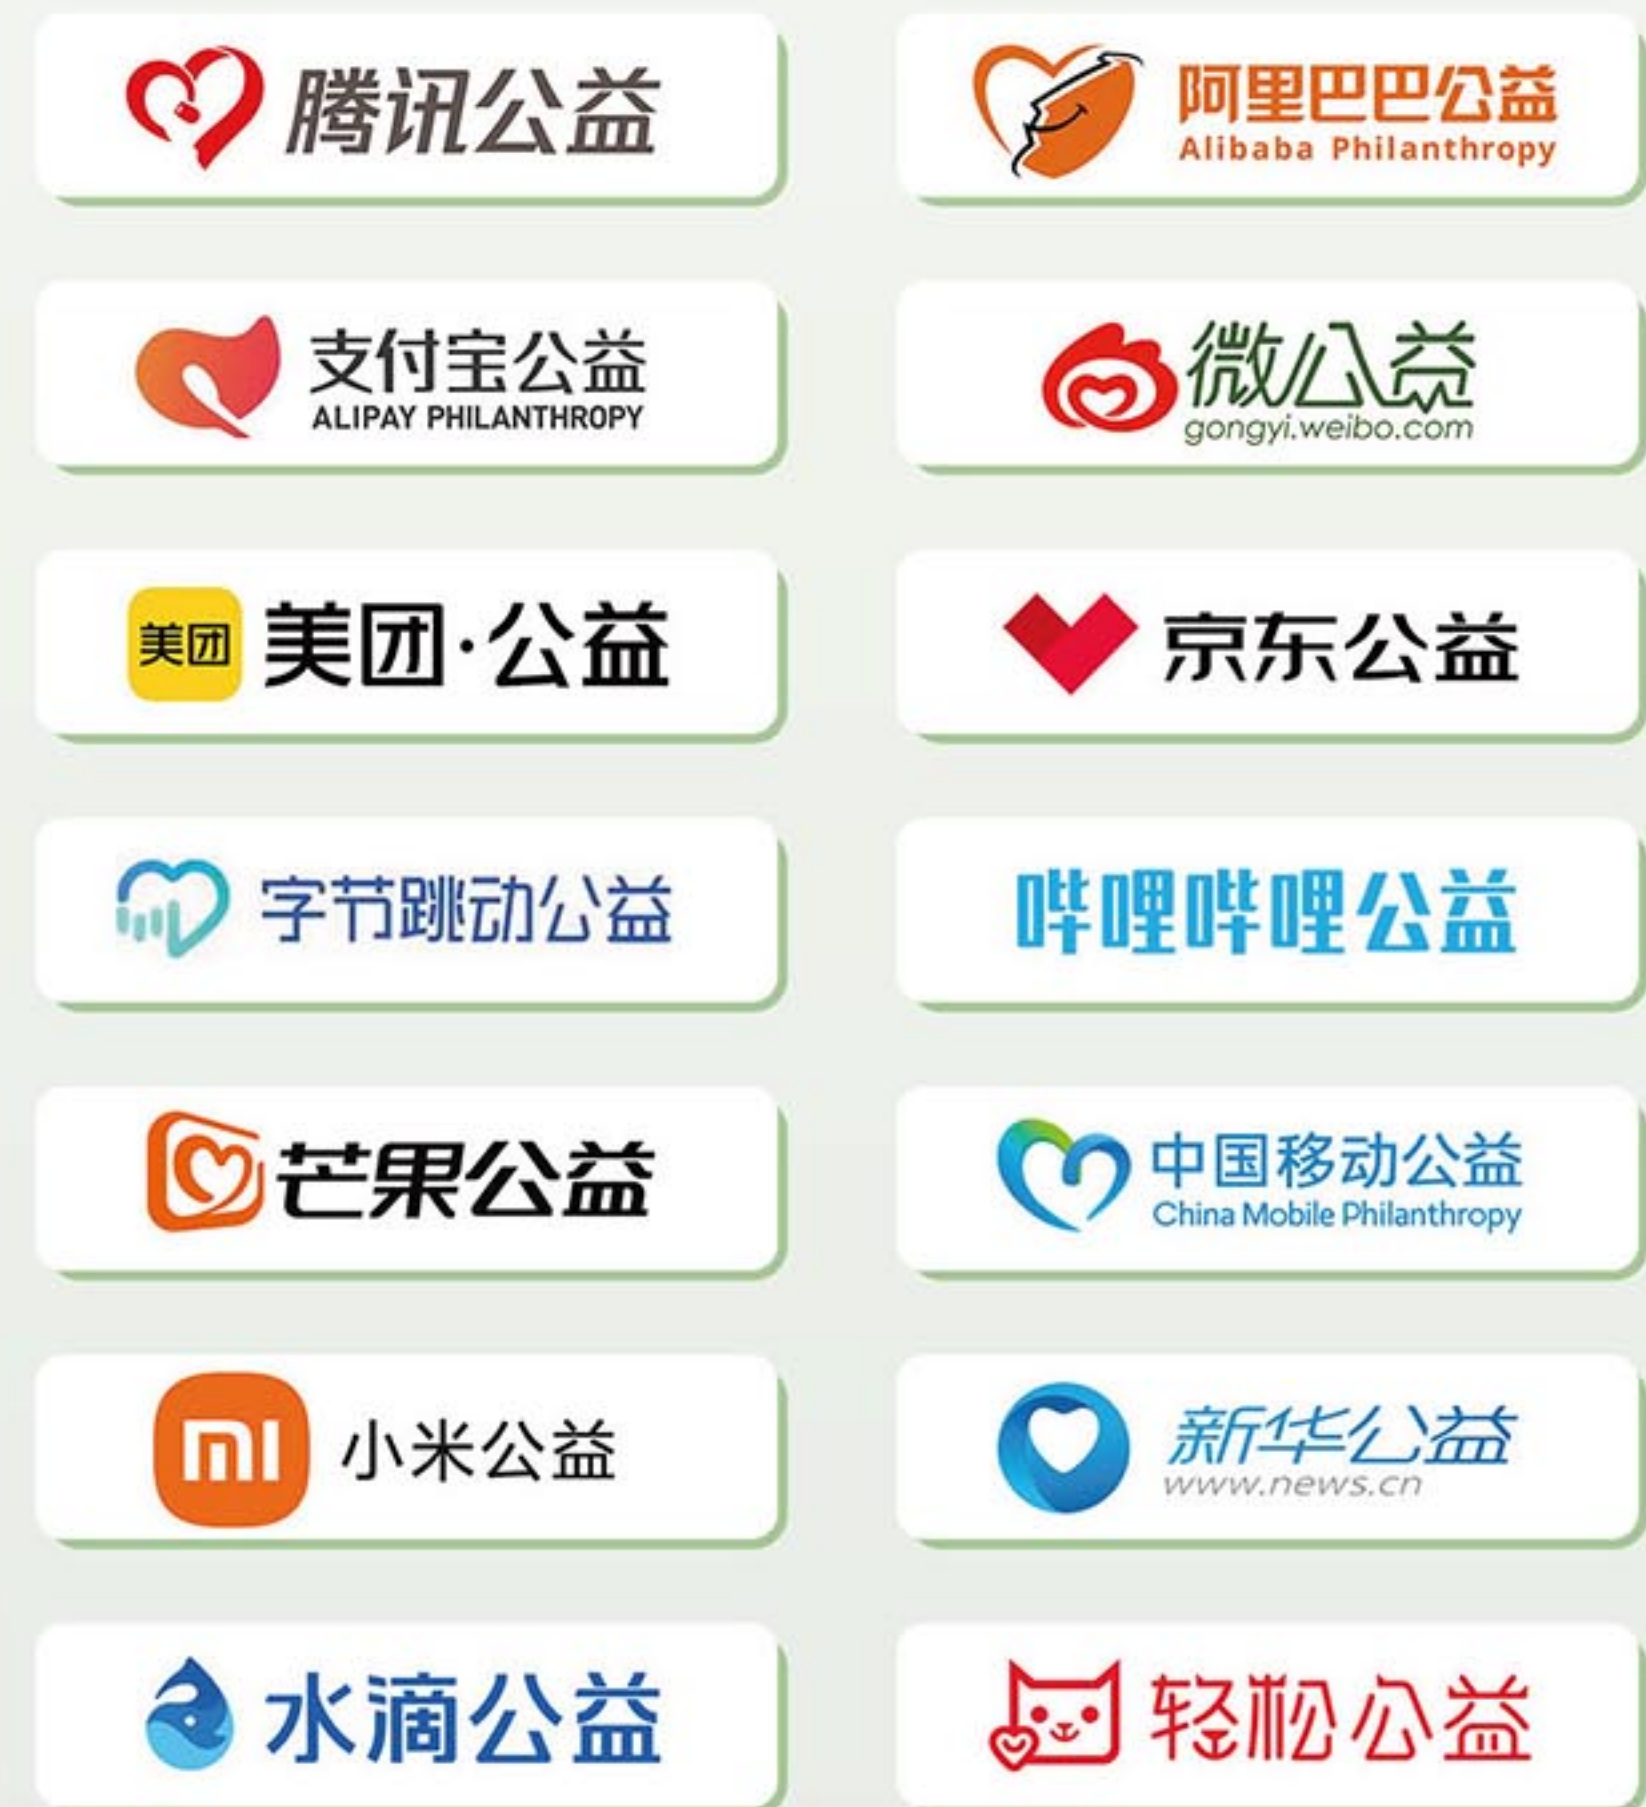 腾讯公益
阿里巴巴公益
Alibaba Philanthropy
支付宝公益
ALIPAY PHILANTHROPY
微公益
gongyi.weibo.com
美团
美团·公益
京东公益
字节跳动公益
哔哩哔哩公益
芒果公益
中国移动公益
China Mobile Philanthropy
mi
小米公益
新华公益
www.news.cn
水滴公益
轻松公益